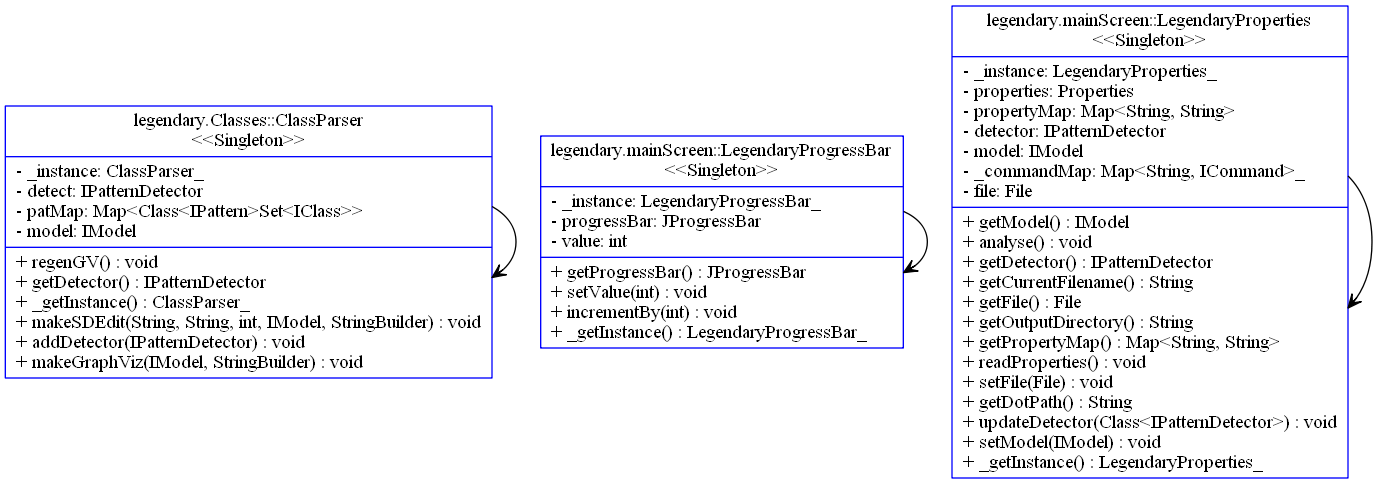 legendary.Classes::ClassParser
<<Singleton>>
- _instance: ClassParser_
- detect: IPatternDetector
- patMap: Map<Class<IPattern>Set<IClass>>
- model: IModel
+ regenGV() : void
+ getDetector() : IPatternDetector
+ _getInstance() : ClassParser_
+ makeSDEdit(String, String, int, IModel, StringBuilder) : void
+ addDetector(IPatternDetector) : void
+ makeGraphViz(IModel, StringBuilder) : void
legendary.mainScreen::LegendaryProgressBar
<<Singleton>>
- _instance: LegendaryProgressBar_
- progressBar: JProgressBar
- value: int
+ getProgressBar() : JProgressBar
+ setValue(int) : void
+ incrementBy(int) : void
+ _getInstance() : LegendaryProgressBar_
legendary.mainScreen::LegendaryProperties
<<Singleton>>
- _instance: LegendaryProperties_
- properties: Properties
- propertyMap: Map<String, String>
- detector: IPatternDetector
- model: IModel
- _commandMap: Map<String, ICommand>_
- file: File
+ getModel() : IModel
+ analyse() : void
+ getDetector() : IPatternDetector
+ getCurrentFilename() : String
+ getFile() : File
+ getOutputDirectory() : String
+ getPropertyMap() : Map<String, String>
+ readProperties() : void
+ setFile(File) : void
+ getDotPath() : String
+ updateDetector(Class<IPatternDetector>) : void
+ setModel(IModel) : void
+ _getInstance() : LegendaryProperties_